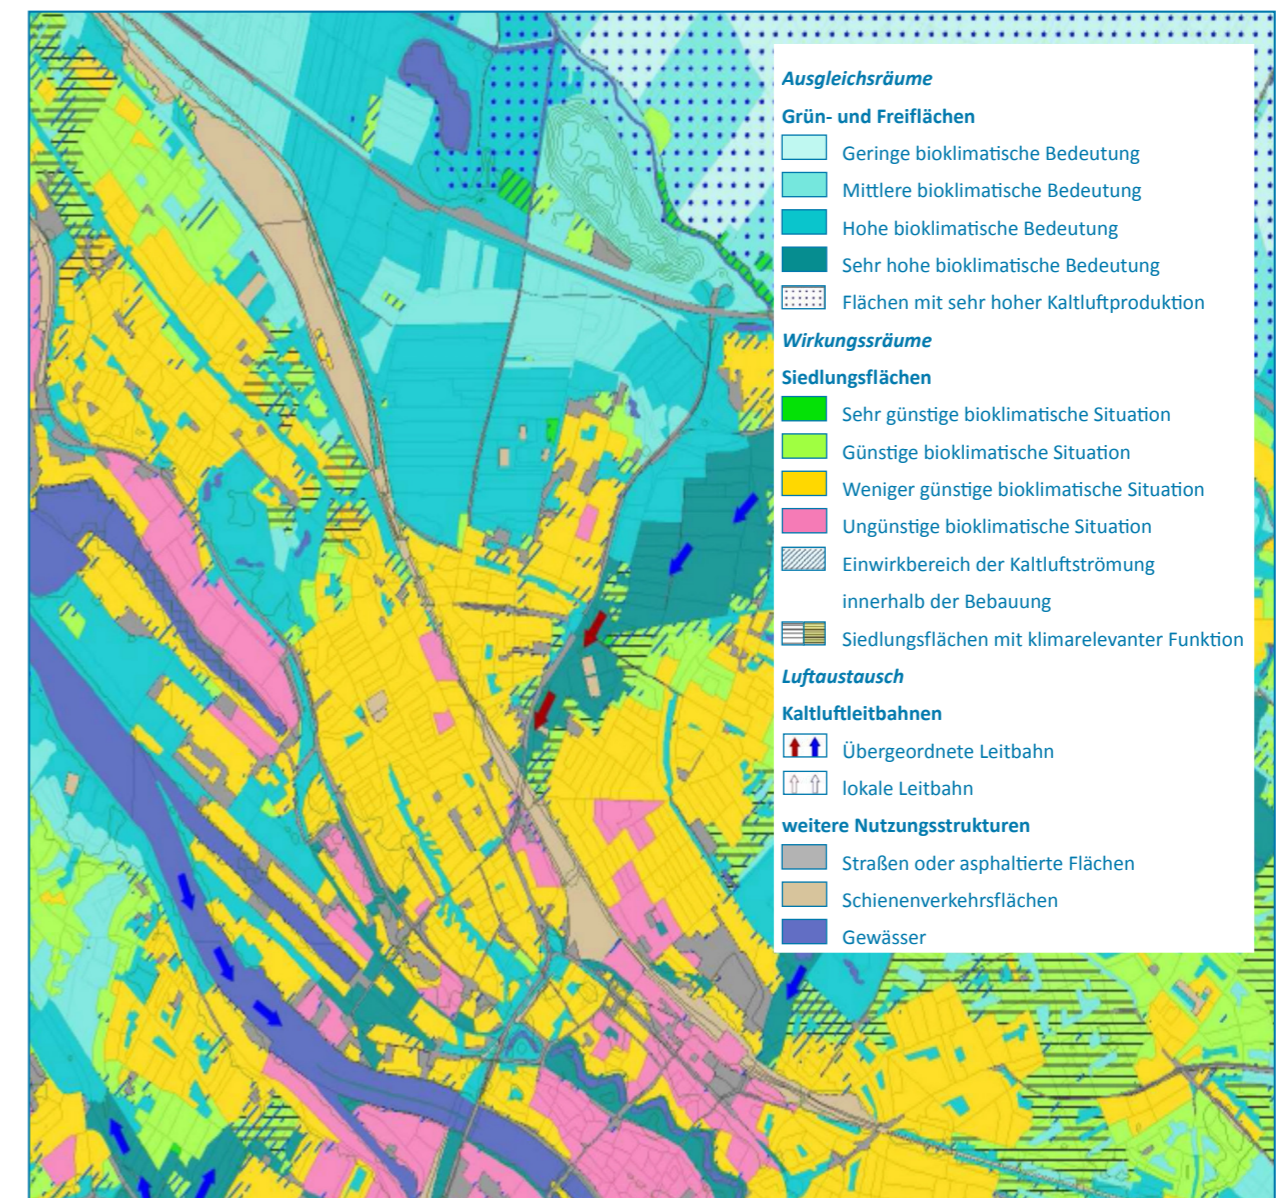 Ausgleichsräume
Grün- und Freiflächen
Geringe bioklimatische Bedeutung
Mittlere bioklimatische Bedeutung
Hohe bioklimatische Bedeutung
Sehr hohe bioklimatische Bedeutung
Flächen mit sehr hoher Kaltluftproduktion
Wirkungssräume
Siedlungsflächen
Sehr günstige bioklimatische Situation
Günstige bioklimatische Situation
Weniger günstige bioklimatische Situation
Ungünstige bioklimatische Situation
Einwirkbereich der Kaltluftströmung
innerhalb der Bebauung
Siedlungsflächen mit klimarelevanter Funktion
Luftaustausch
Kaltluftleitbahnen
Übergeordnete Leitbahn
lokale Leitbahn
weitere Nutzungsstrukturen
Straßen oder asphaltierte Flächen
Schienenverkehrsflächen
Gewässer